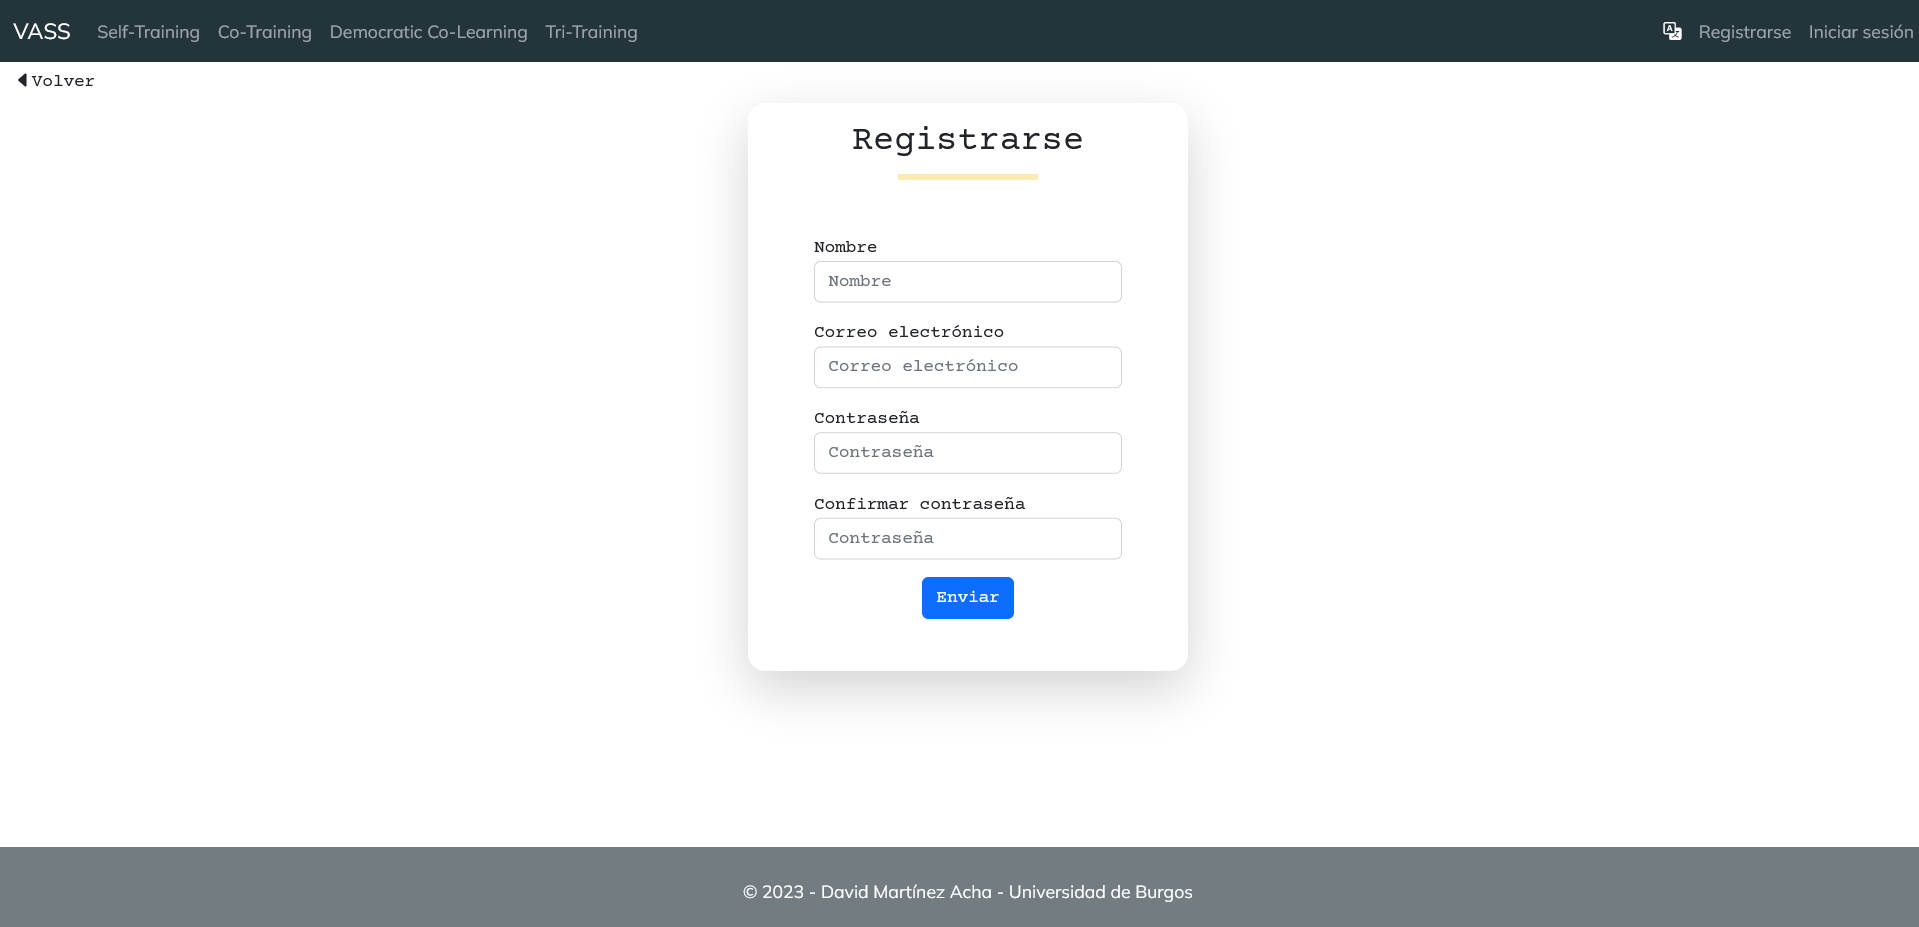 VASS Self-Training Co-Training Democratic Co-Learning Tri-Training Registrarse Iniciar sesión
Volver
Registrarse
Nombre
Nombre
Correo electrónico
Correo electrónico
Contraseña
Contraseña
Confirmar contraseña
Contraseña
Enviar
© 2023 - David Martínez Acha - Universidad de Burgos